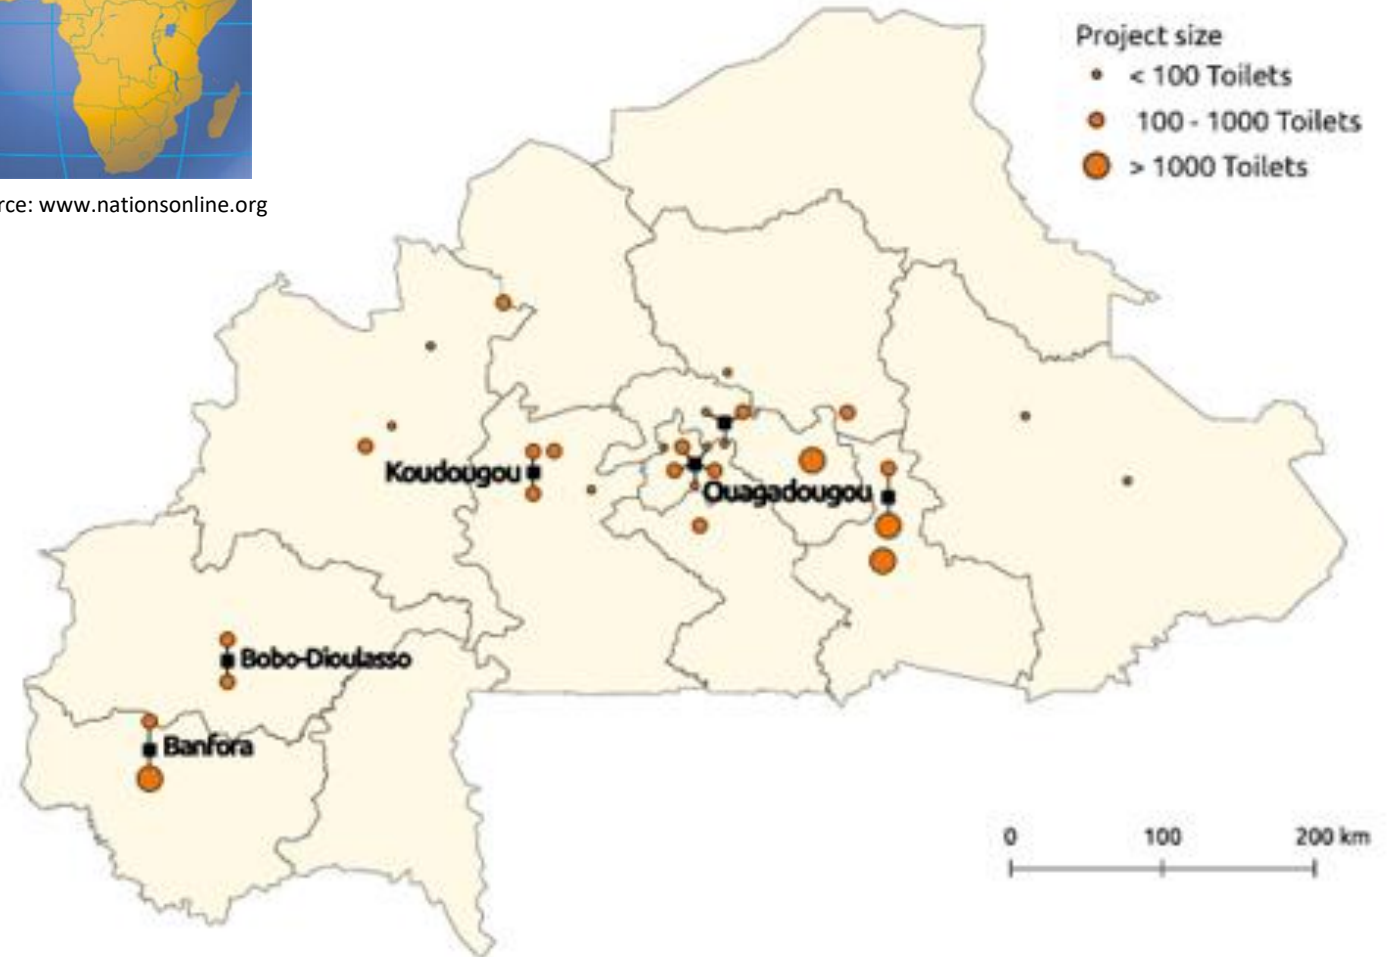 rce: www.nationsonline.org
Project size
< 100 Toilets
100 - 1000 Toilets
> 1000 Toilets
Koudougou
Ouagadougou
Bobo-Dioulasso
Banfora
0 100 200 km